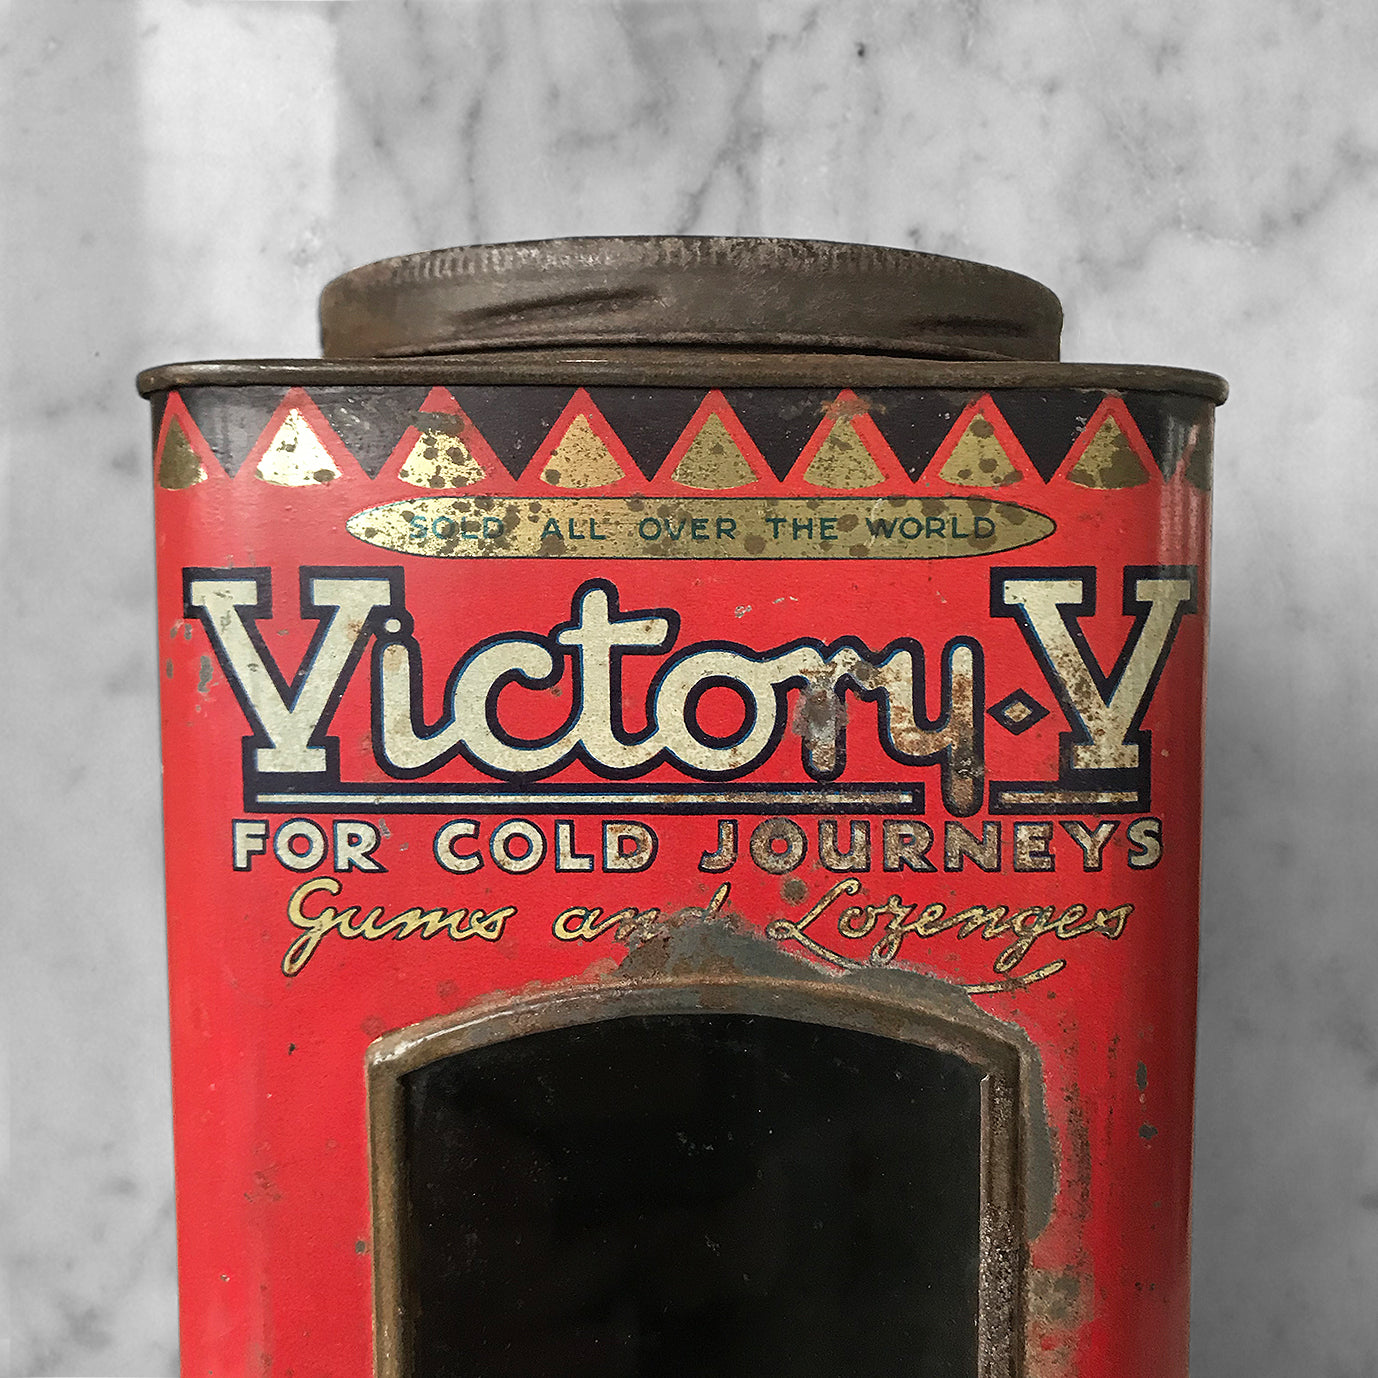 SOLD ALL OVER THE WORLD
Victory·V
FOR COLD JOURNEYS
Gums and Lozenges